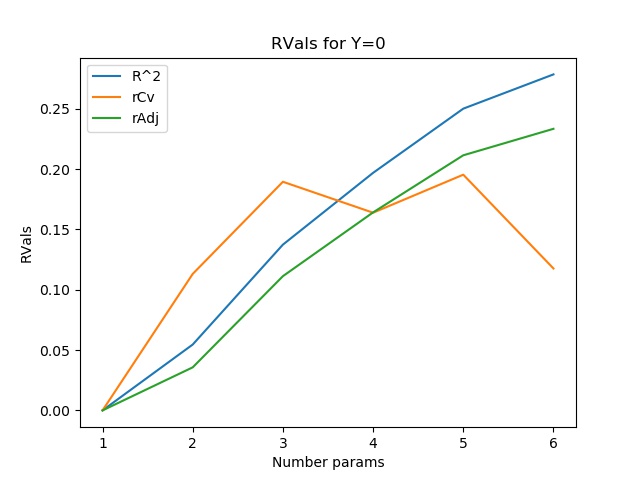 RVals for Y=0
R^2
rCv
rAdj
RVals
0.25
0.20
0.15
0.10
0.05
0.00
1 2 3 4 5 6
Number params